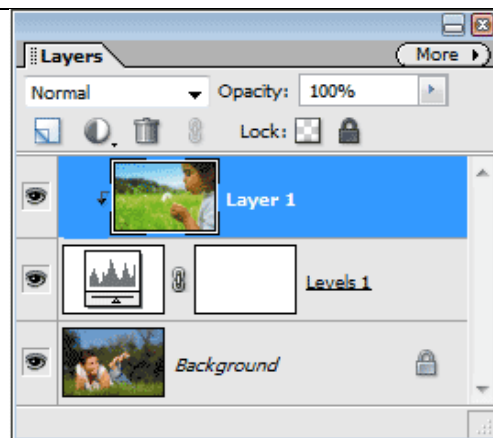 Layers
More
Normal
Opacity: 100%
Lock:
Layer 1
Levels 1
Background